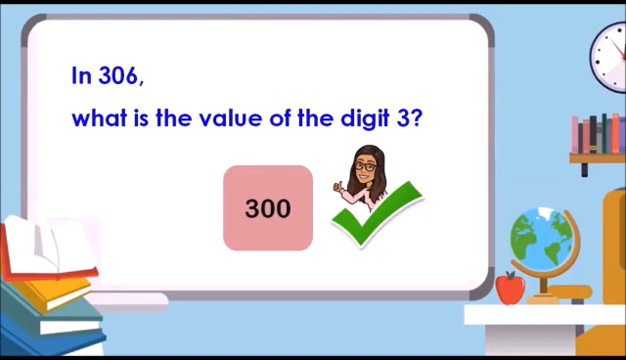 In 306,
what is the value of the digit 3?
300